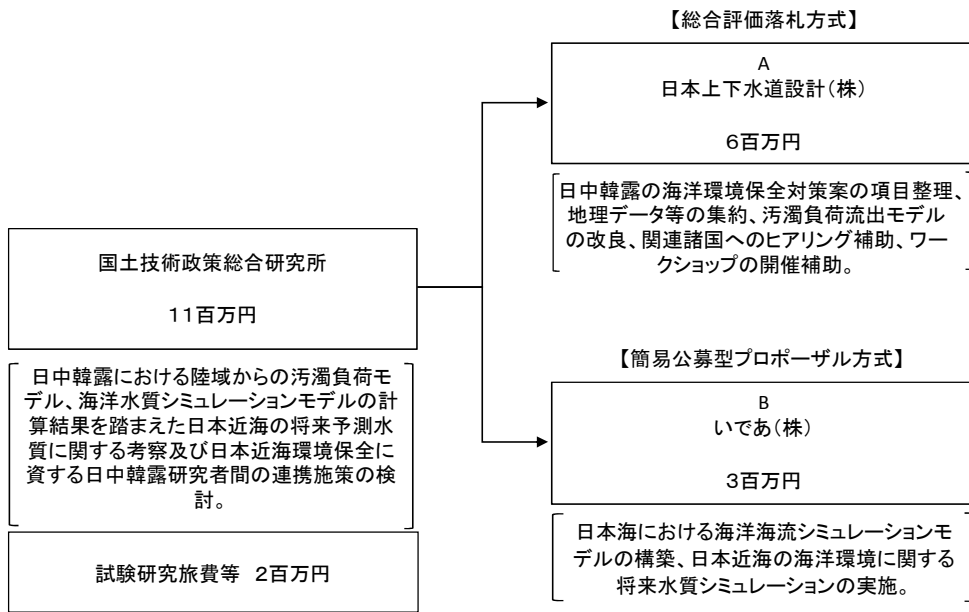 国土技術政策総合研究所
11百万円
日中韓露における陸域からの汚濁負荷モ
デル、海洋水質シミュレーションモデルの計
算結果を踏まえた日本近海の将来予測水
質に関する考察及び日本近海環境保全に
資する日中韓露研究者間の連携施策の検
討。
試験研究旅費等 2百万円
【総合評価落札方式】
A
日本上下水道設計(株)
6百万円
日中韓露の海洋環境保全対策案の項目整理、
地理データ等の集約、汚濁負荷流出モデル
の改良、関連諸国へのヒアリング補助、ワー
クショップの開催補助。
【簡易公募型プロポーザル方式】
B
いであ(株)
3百万円
日本海における海洋海流シミュレーションモ
デルの構築、日本近海の海洋環境に関する
将来水質シミュレーションの実施。